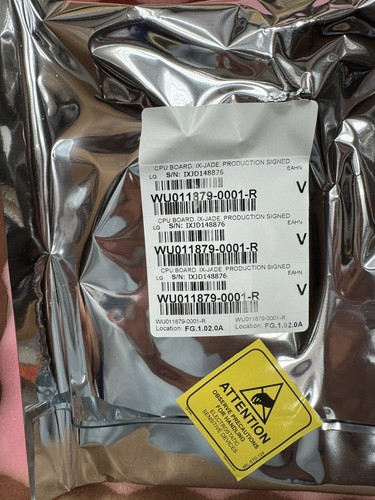 CPU BOARD, IX-JADE, PRODUCTION SIGNED
LG S/N: IXJD148876 EAHN
WU011879-0001-R V
CPU BOARD, IX-JADE, PRODUCTION SIGNED
LG S/N: IXJD148876 EAHN
WU011879-0001-R V
CPU BOARD, IX-JADE, PRODUCTION SIGNED
LG S/N: IXJD148876 EAHN
WU011879-0001-R V
WU011879-0001-R WU011879-0001-R
Location: FG.1.02.0A FG.1.02.0A
ATTENTION
OBSERVE PRECAUTIONS
FOR HANDLING
ELECTROSTATIC
SENSITIVE DEVICES